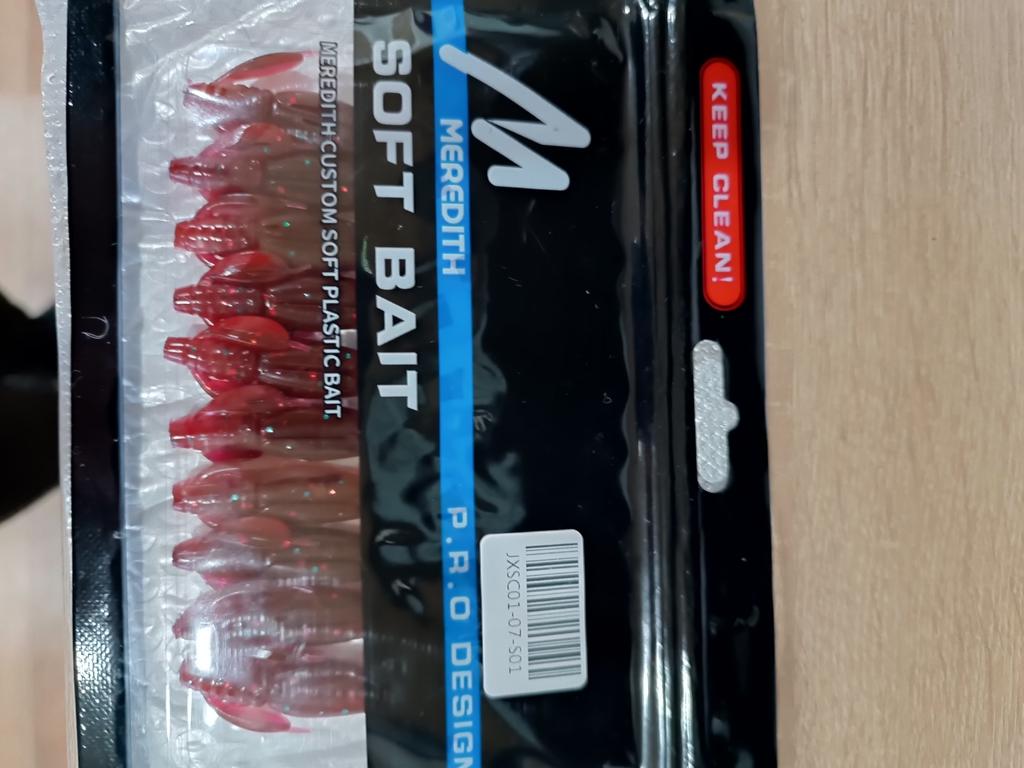 KEEP CLEAN!
M
MEREDITH P.R.O DESIGN
SOFT BAIT
MEREDITH CUSTOM SOFT PLASTIC BAIT.
JXSC01-07-S01